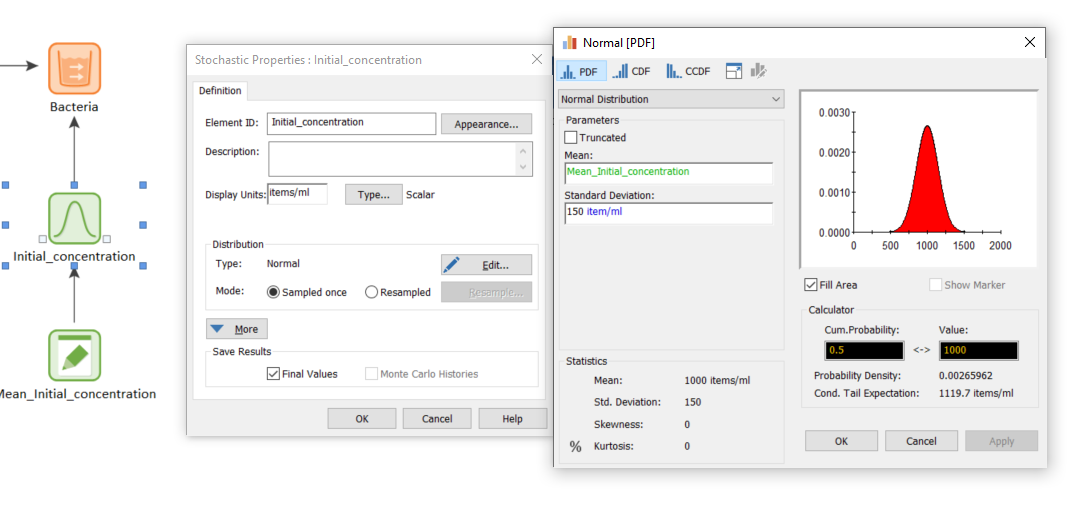 Bacteria
Initial_concentration
Mean_Initial_concentration
Stochastic Properties : Initial_concentration
Definition
Element ID: Initial_concentration Appearance...
Description:
Display Units: items/ml Type... Scalar
Distribution
Type: Normal Edit...
Mode: Sampled once Resampled Resample...
More
Save Results
Final Values Monte Carlo Histories
OK Cancel Help
Normal [PDF]
PDF CDF CCDF
Normal Distribution
Parameters
Truncated
Mean:
Mean_Initial_concentration
Standard Deviation:
150 item/ml
Statistics
Mean: 1000 items/ml
Std. Deviation: 150
Skewness: 0
% Kurtosis: 0
0.0030
0.0020
0.0010
0.0000
0 500 1000 1500 2000
Fill Area Show Marker
Calculator
Cum.Probability: Value:
0.5 <-> 1000
Probability Density: 0.00265962
Cond. Tail Expectation: 1119.7 items/ml
OK Cancel Apply